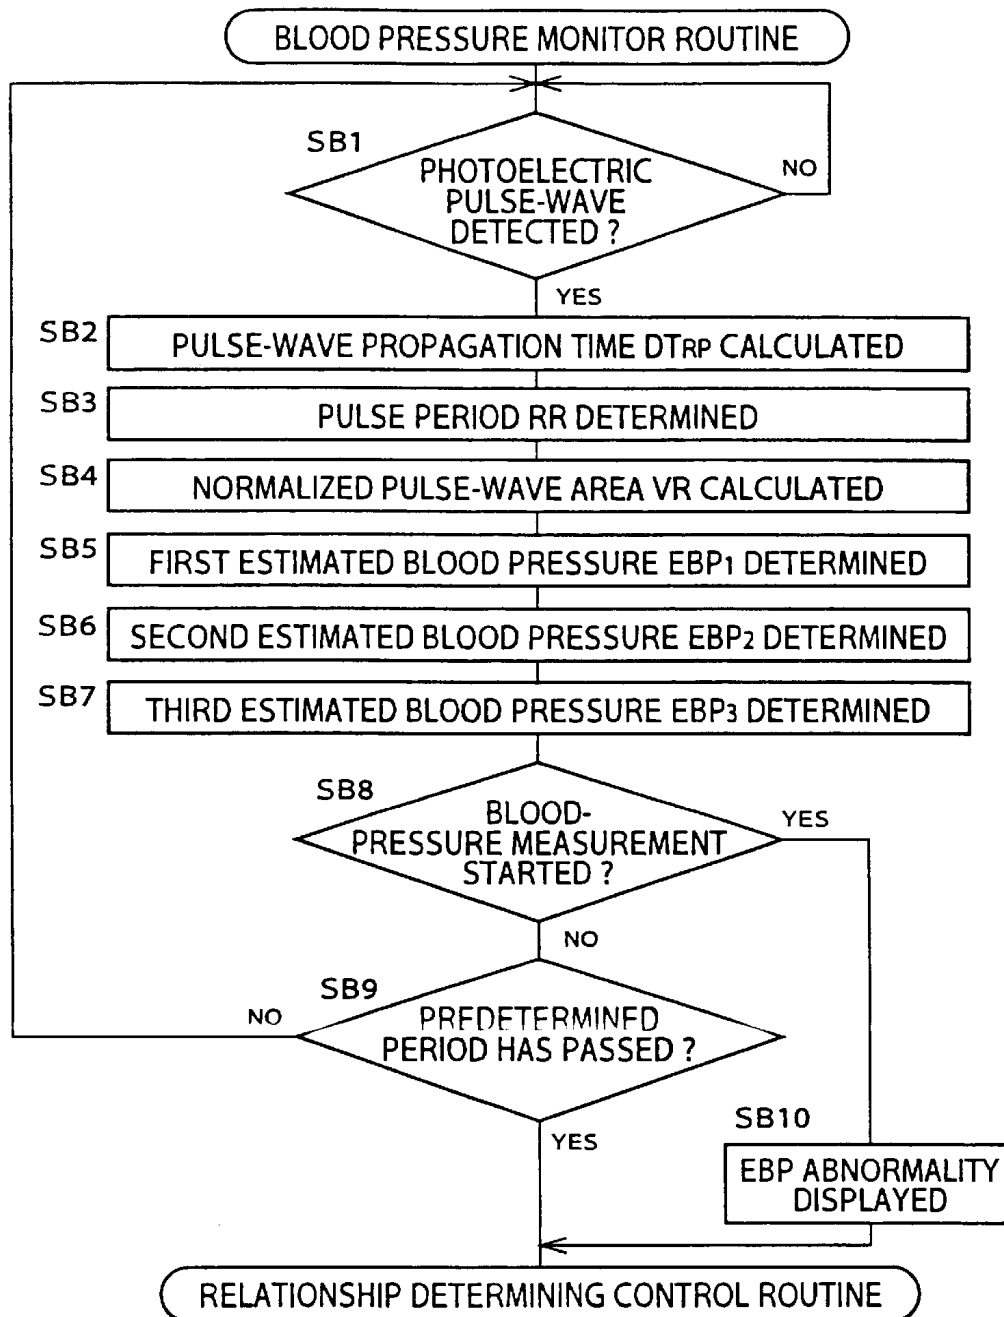 BLOOD PRESSURE MONITOR ROUTINE
SB1
PHOTOELECTRIC
PULSE-WAVE
DETECTED ?
NO
YES
SB2
PULSE-WAVE PROPAGATION TIME DTRP CALCULATED
SB3
PULSE PERIOD RR DETERMINED
SB4
NORMALIZED PULSE-WAVE AREA VR CALCULATED
SB5
FIRST ESTIMATED BLOOD PRESSURE EBP1 DETERMINED
SB6
SECOND ESTIMATED BLOOD PRESSURE EBP2 DETERMINED
SB7
THIRD ESTIMATED BLOOD PRESSURE EBP3 DETERMINED
SB8
BLOOD-
PRESSURE MEASUREMENT
STARTED ?
YES
NO
SB9
PREDETERMINED
PERIOD HAS PASSED ?
NO
YES
SB10
EBP ABNORMALITY
DISPLAYED
RELATIONSHIP DETERMINING CONTROL ROUTINE